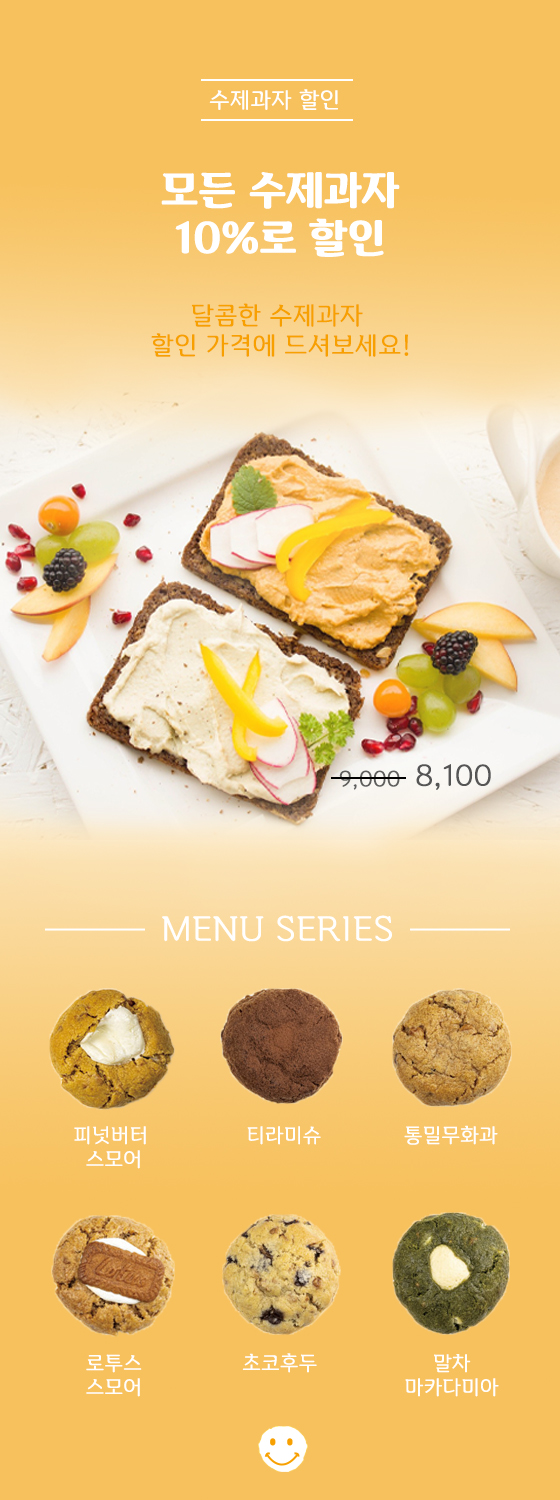 수제과자 할인
모든 수제과자
10%로 할인
달콤한 수제과자
할인 가격에 드셔보세요!
9,000 8,100
MENU SERIES
피넛버터
스모어
티라미슈
통밀무화과
로투스
스모어
초코후두
말차
마카다미아